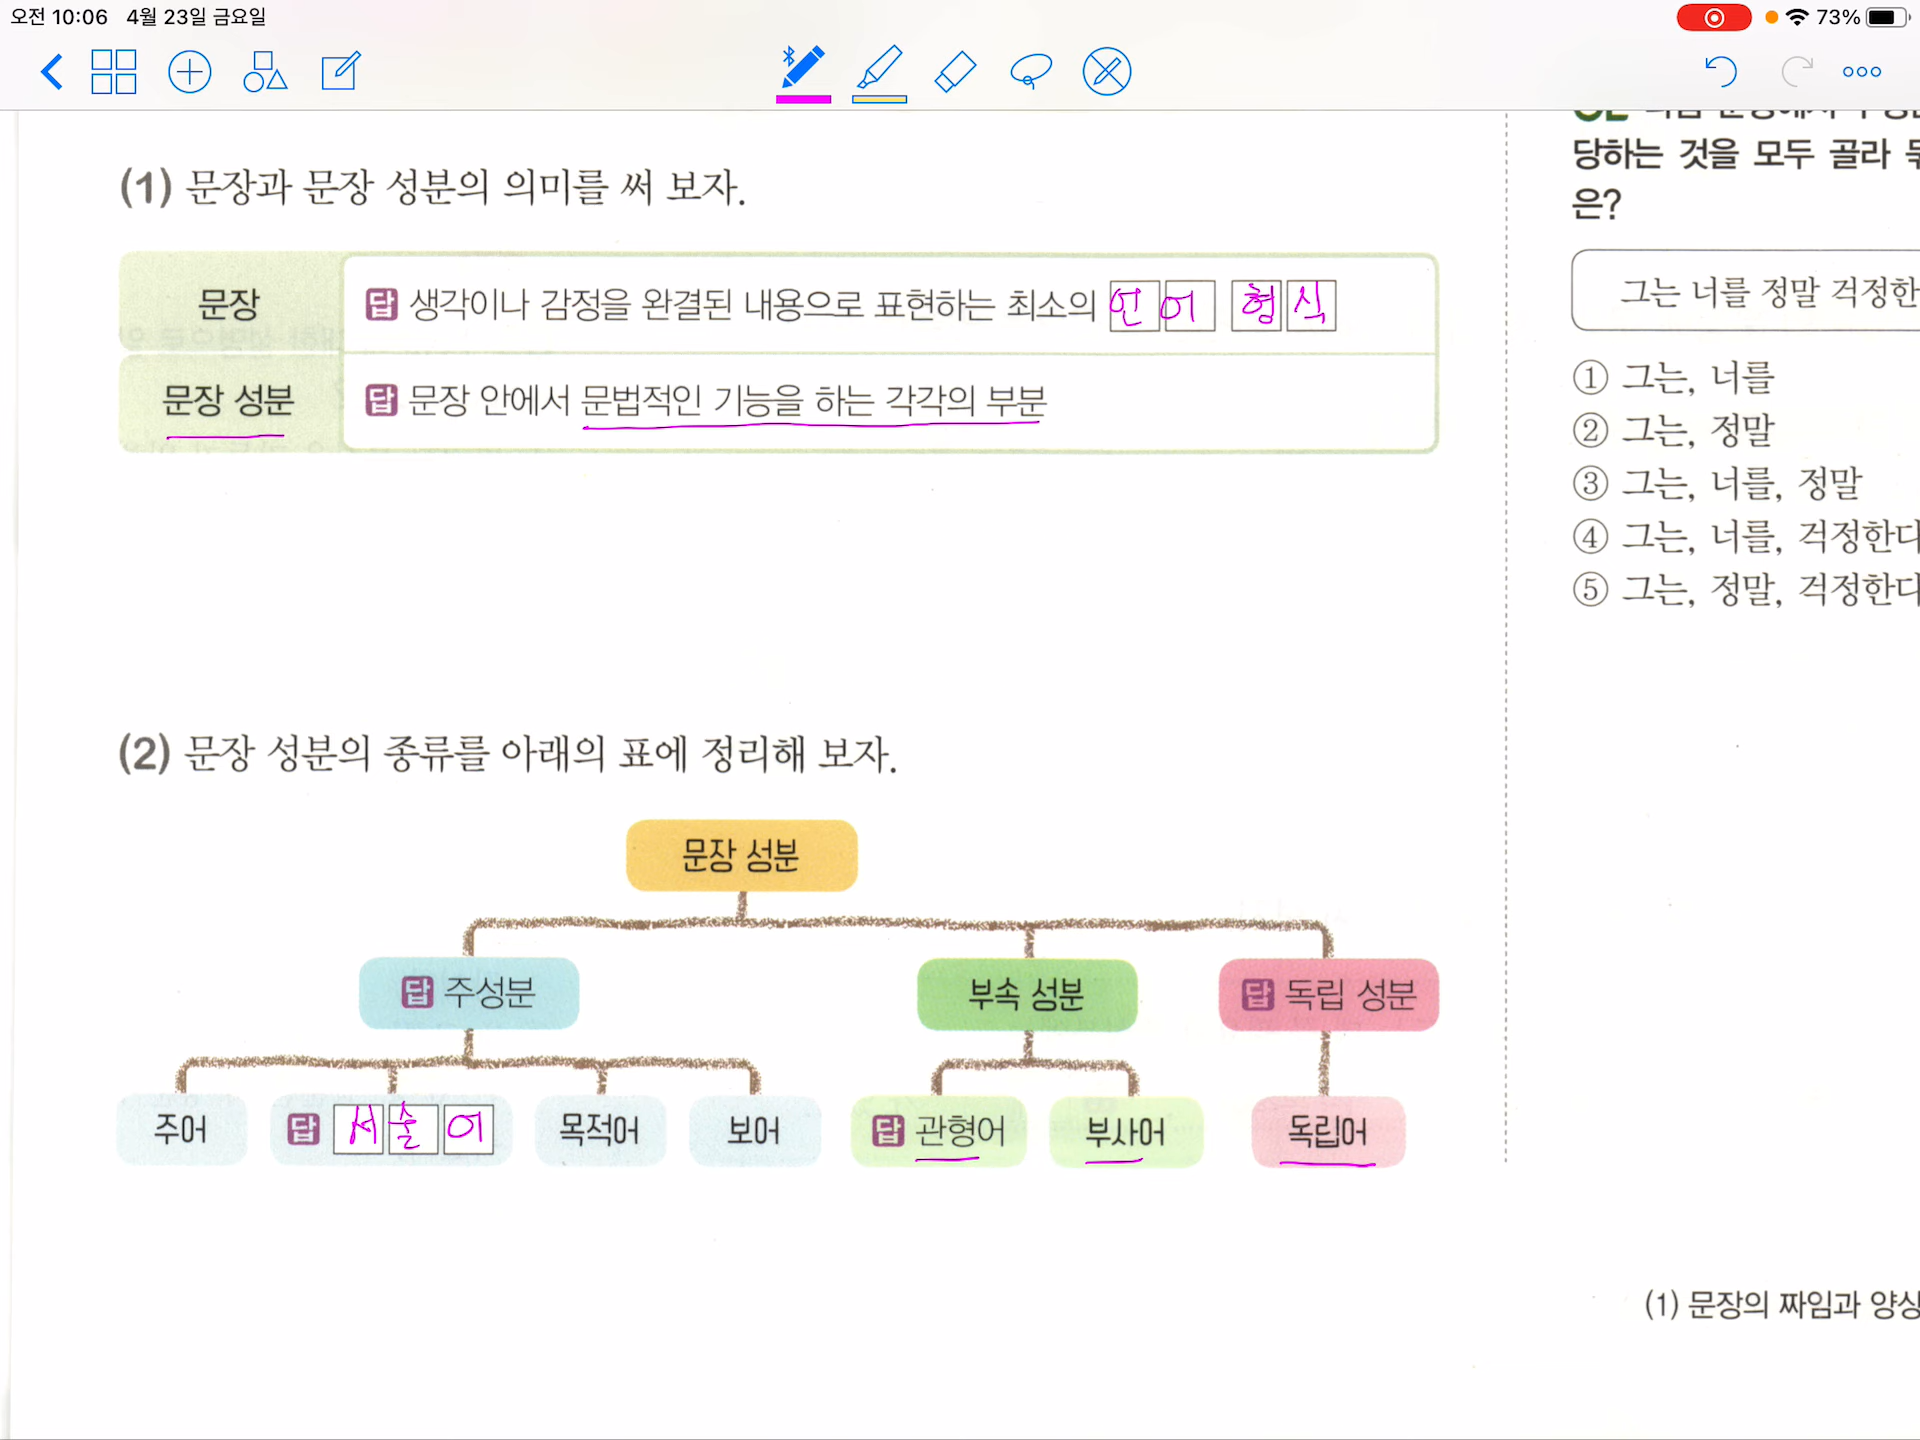 오전 10:06 4월 23일 금요일
73%
(1) 문장과 문장 성분의 의미를 써 보자.
문장
답 생각이나 감정을 완결된 내용으로 표현하는 최소의 언어 형식
문장 성분
답 문장 안에서 문법적인 기능을 하는 각각의 부분
(2) 문장 성분의 종류를 아래의 표에 정리해 보자.
문장 성분
답 주성분
부속 성분
답 독립 성분
주어
답 서술어
목적어
보어
답 관형어
부사어
독립어
당하는 것을 모두 골라
은?
그는 너를 정말 걱정한
① 그는, 너를
② 그는, 정말
③ 그는, 너를, 정말
④ 그는, 너를, 걱정한다
⑤ 그는, 정말, 걱정한다
(1) 문장의 짜임과 양상